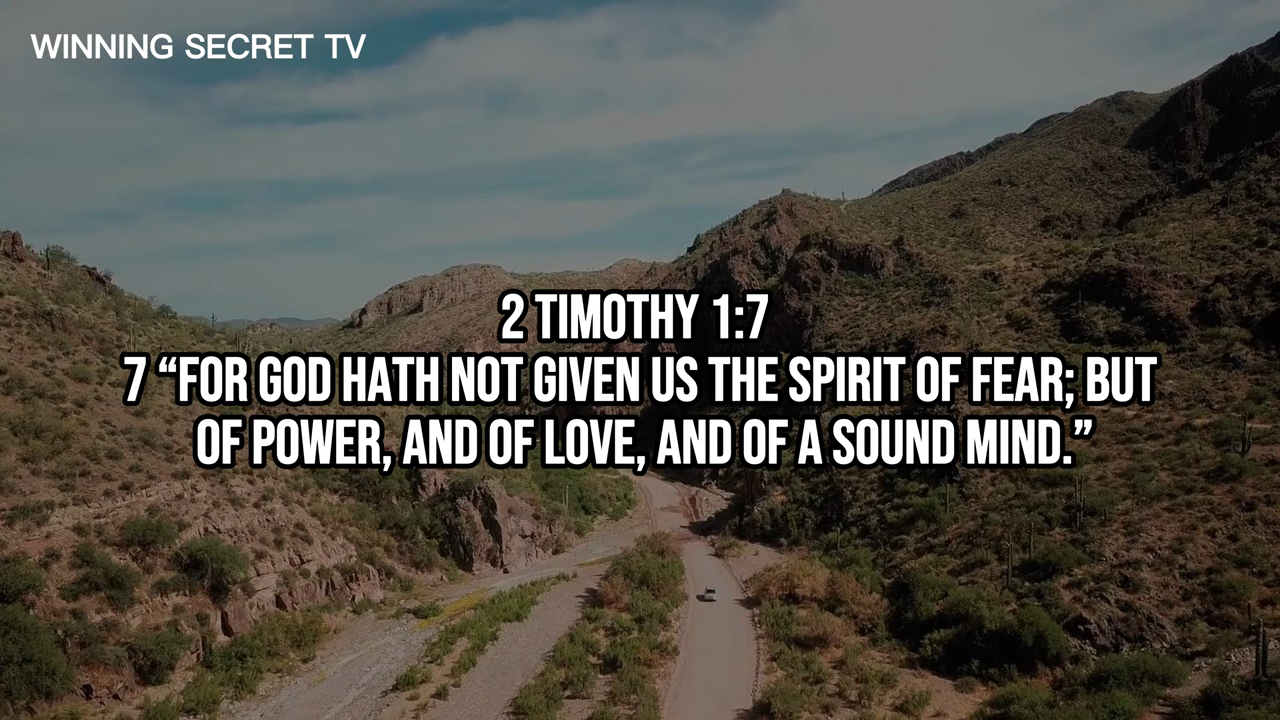 WINNING SECRET TV
2 TIMOTHY 1:7
7 “FOR GOD HATH NOT GIVEN US THE SPIRIT OF FEAR; BUT
OF POWER, AND OF LOVE, AND OF A SOUND MIND.”